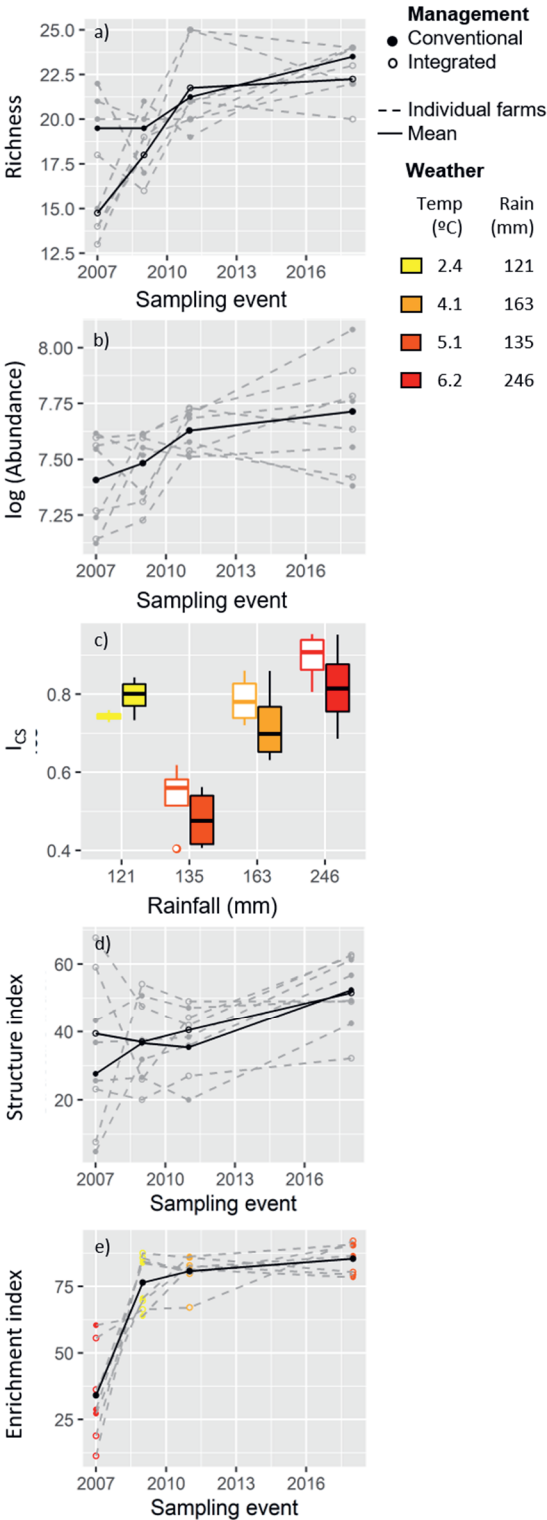 a)
25.0
22.5
20.0
17.5
15.0
12.5
Richness
2007
2010
2013
2016
Sampling event
Management
Conventional
Integrated
Individual farms
Mean
Weather
Temp Rain
(ºC) (mm)
2.4 121
4.1 163
5.1 135
6.2 246
b)
8.00
7.75
7.50
7.25
log (Abundance)
2007
2010
2013
2016
Sampling event
c)
0.8
0.6
0.4
ICS
121
135
163
246
Rainfall (mm)
d)
60
40
20
Structure index
2007
2010
2013
2016
Sampling event
e)
75
50
25
Enrichment index
2007
2010
2013
2016
Sampling event